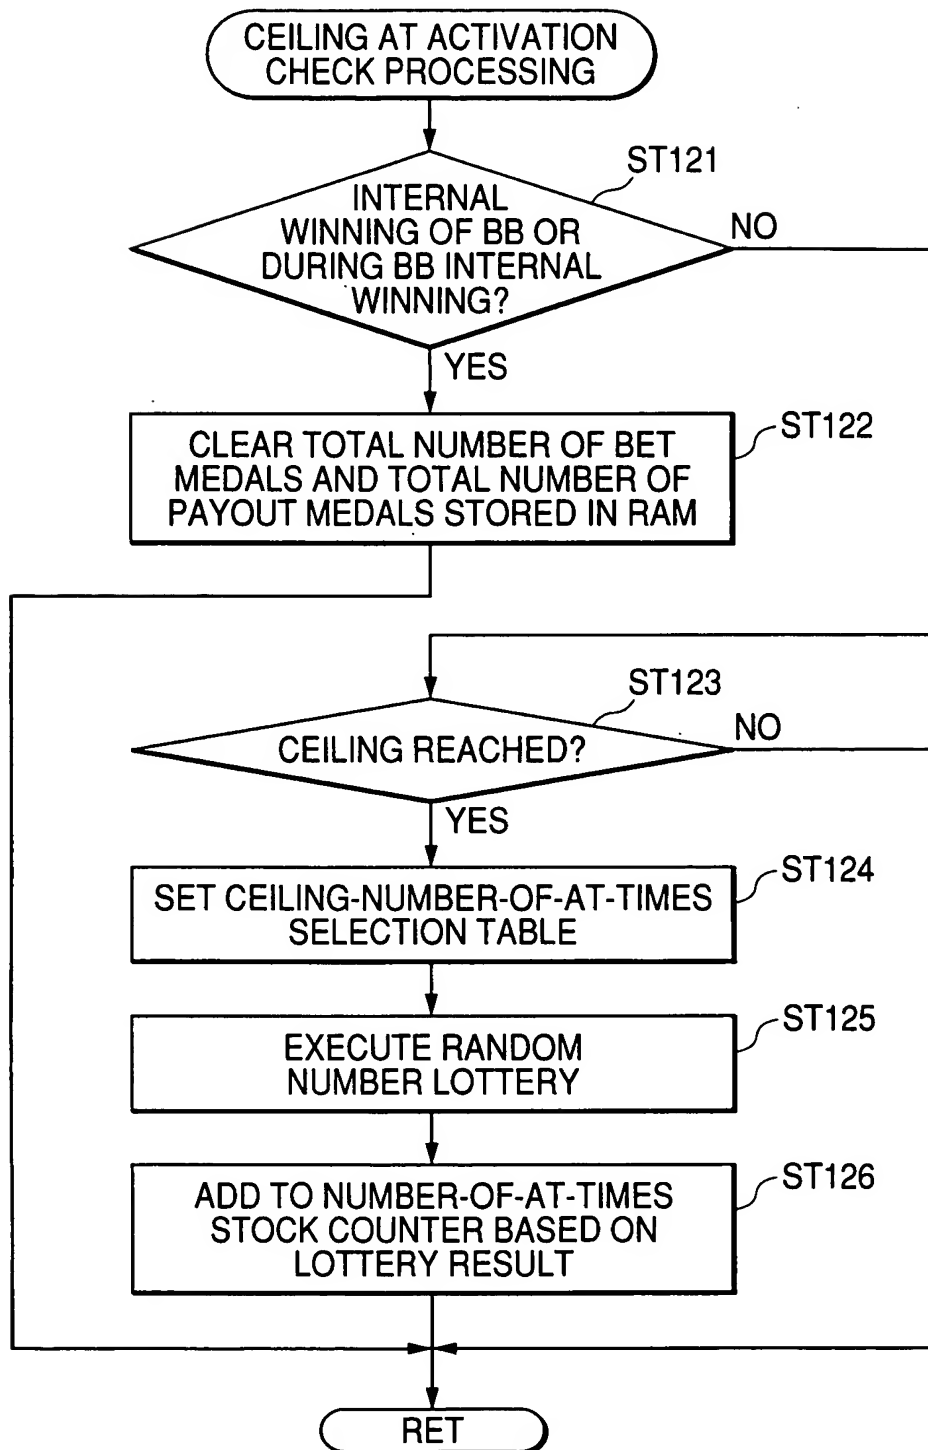 CEILING AT ACTIVATION
CHECK PROCESSING
ST121
INTERNAL
WINNING OF BB OR
DURING BB INTERNAL
WINNING?
NO
YES
ST122
CLEAR TOTAL NUMBER OF BET
MEDALS AND TOTAL NUMBER OF
PAYOUT MEDALS STORED IN RAM
ST123
CEILING REACHED?
NO
YES
ST124
SET CEILING-NUMBER-OF-AT-TIMES
SELECTION TABLE
ST125
EXECUTE RANDOM
NUMBER LOTTERY
ST126
ADD TO NUMBER-OF-AT-TIMES
STOCK COUNTER BASED ON
LOTTERY RESULT
RET